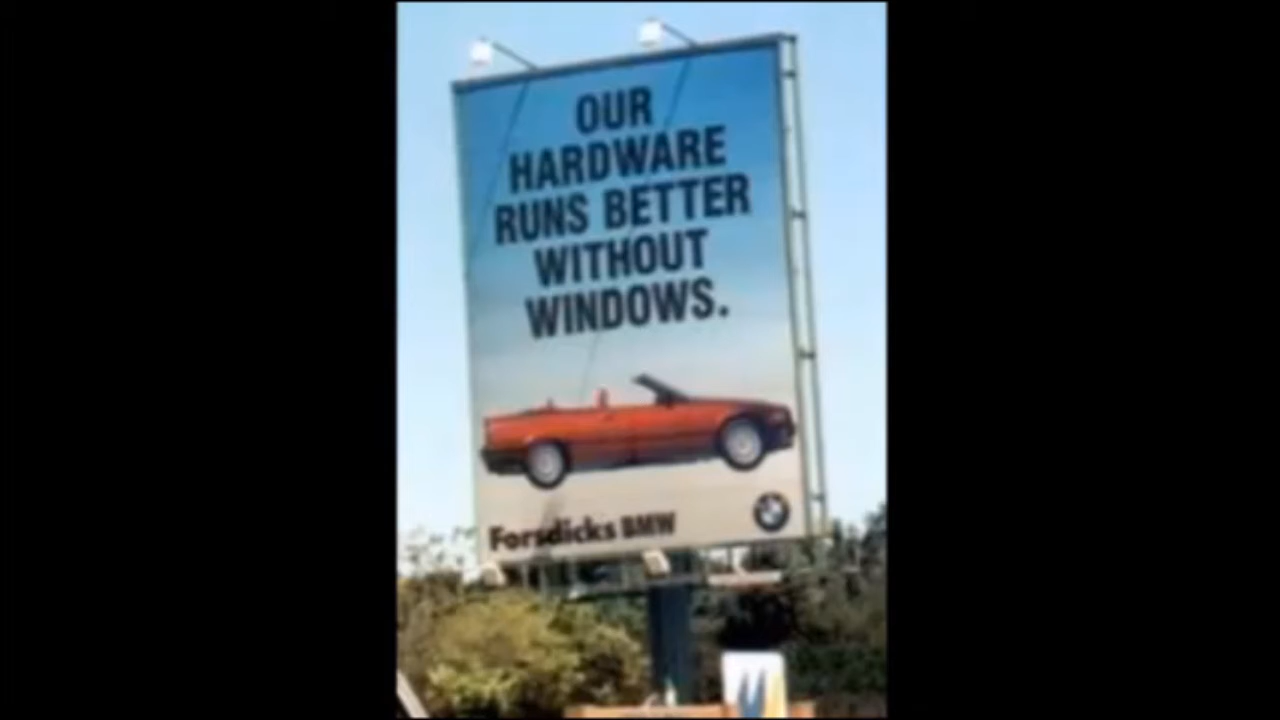 OUR
HARDWARE
RUNS BETTER
WITHOUT
WINDOWS.
Forsdicks BMW